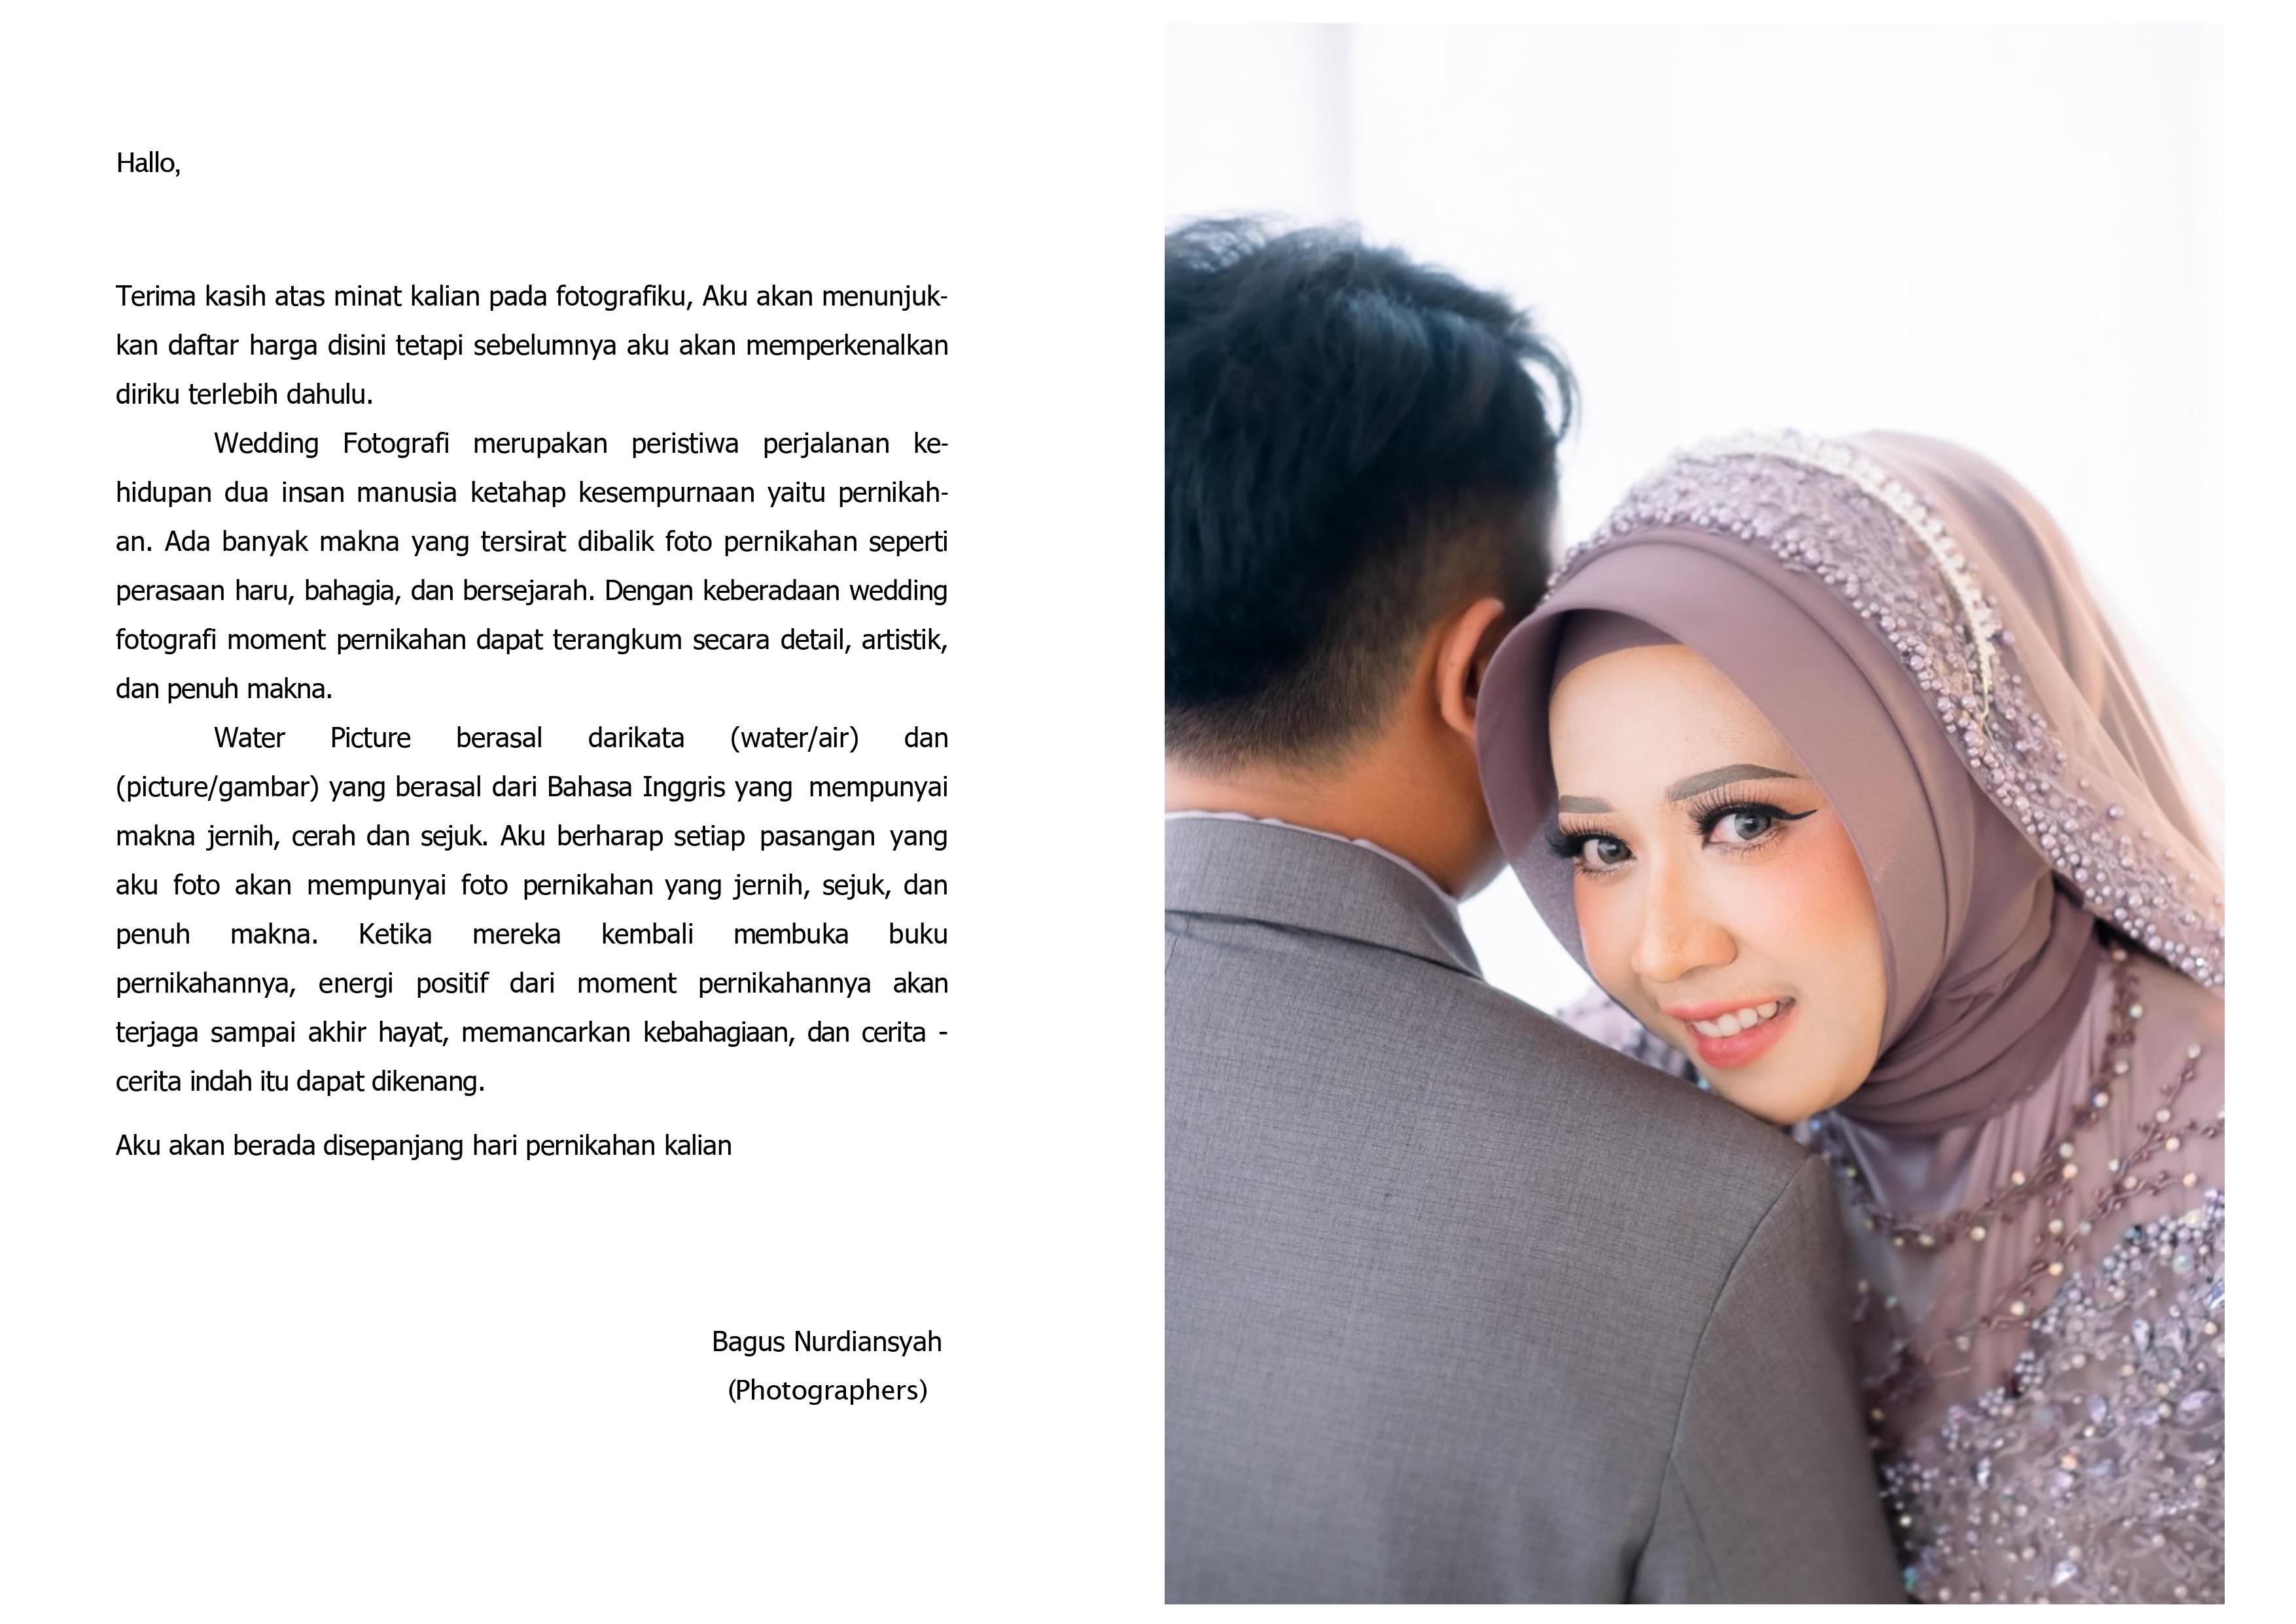 Hallo,
Terima kasih atas minat kalian pada fotografiku, Aku akan menunjuk-
kan daftar harga disini tetapi sebelumnya aku akan memperkenalkan
diriku terlebih dahulu.
Wedding Fotografi merupakan peristiwa perjalanan ke-
hidupan dua insan manusia ketahap kesempurnaan yaitu pernikah-
an. Ada banyak makna yang tersirat dibalik foto pernikahan seperti
perasaan haru, bahagia, dan bersejarah. Dengan keberadaan wedding
fotografi moment pernikahan dapat terangkum secara detail, artistik,
dan penuh makna.
Water Picture berasal darikata (water/air) dan
(picture/gambar) yang berasal dari Bahasa Inggris yang mempunyai
makna jernih, cerah dan sejuk. Aku berharap setiap pasangan yang
aku foto akan mempunyai foto pernikahan yang jernih, sejuk, dan
penuh makna. Ketika mereka kembali membuka buku
pernikahannya, energi positif dari moment pernikahannya akan
terjaga sampai akhir hayat, memancarkan kebahagiaan, dan cerita -
cerita indah itu dapat dikenang.
Aku akan berada disepanjang hari pernikahan kalian
Bagus Nurdiansyah
(Photographers)